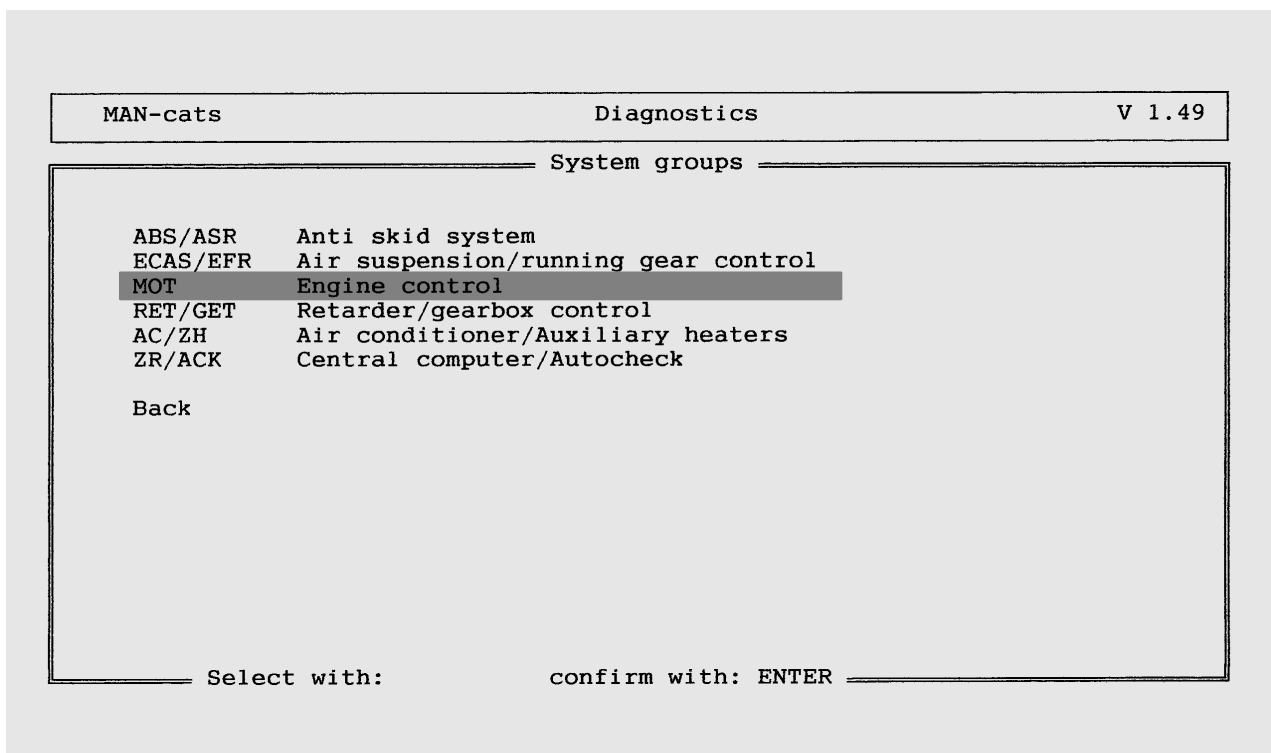 MAN-cats Diagnostics V 1.49
System groups
ABS/ASR Anti skid system
ECAS/EFR Air suspension/running gear control
MOT Engine control
RET/GET Retarder/gearbox control
AC/ZH Air conditioner/Auxiliary heaters
ZR/ACK Central computer/Autocheck
Back
Select with: confirm with: ENTER